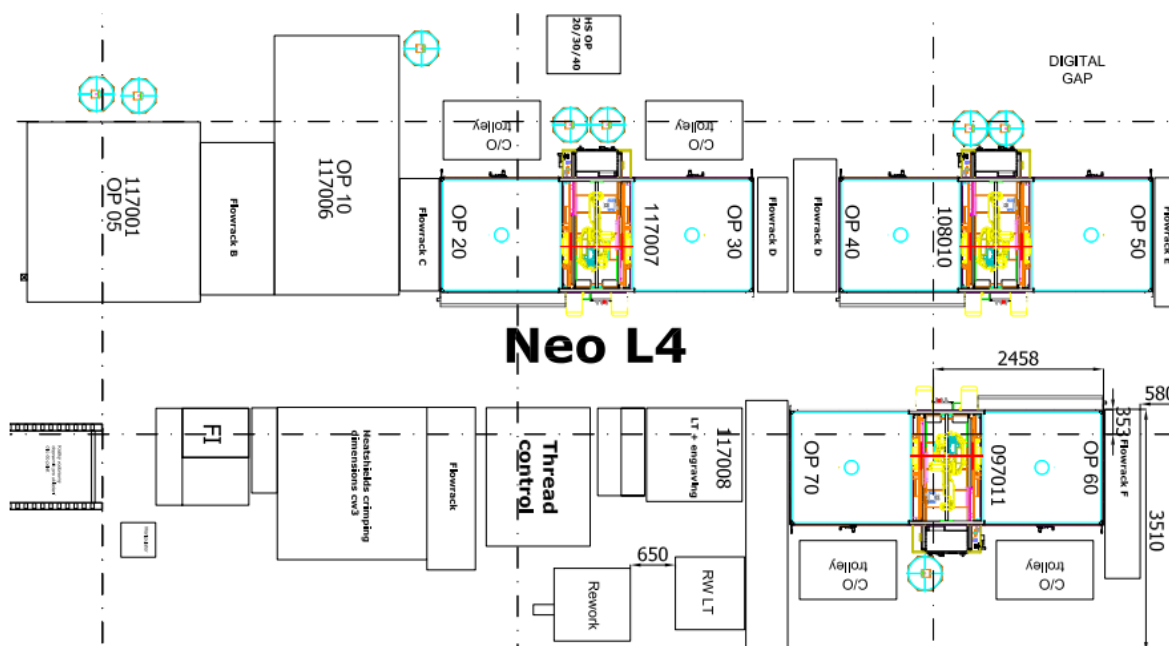 HS OP
20/30/40
DIGITAL
GAP
C/O
trolley
C/O
trolley
117001
OP 05
Flowrack B
OP 10
117006
Flowrack C
OP 20
117007
OP 30
Flowrack D
Flowrack D
OP 40
108010
OP 50
Flowrack E
Neo L4
2458
580
353
FI
Heatshields crimping
dimensions cw3
Flowrack
Thread
control
LT + engraving
117008
OP 70
097011
OP 60
Flowrack F
3510
650
Rework
RW LT
C/O
trolley
C/O
trolley